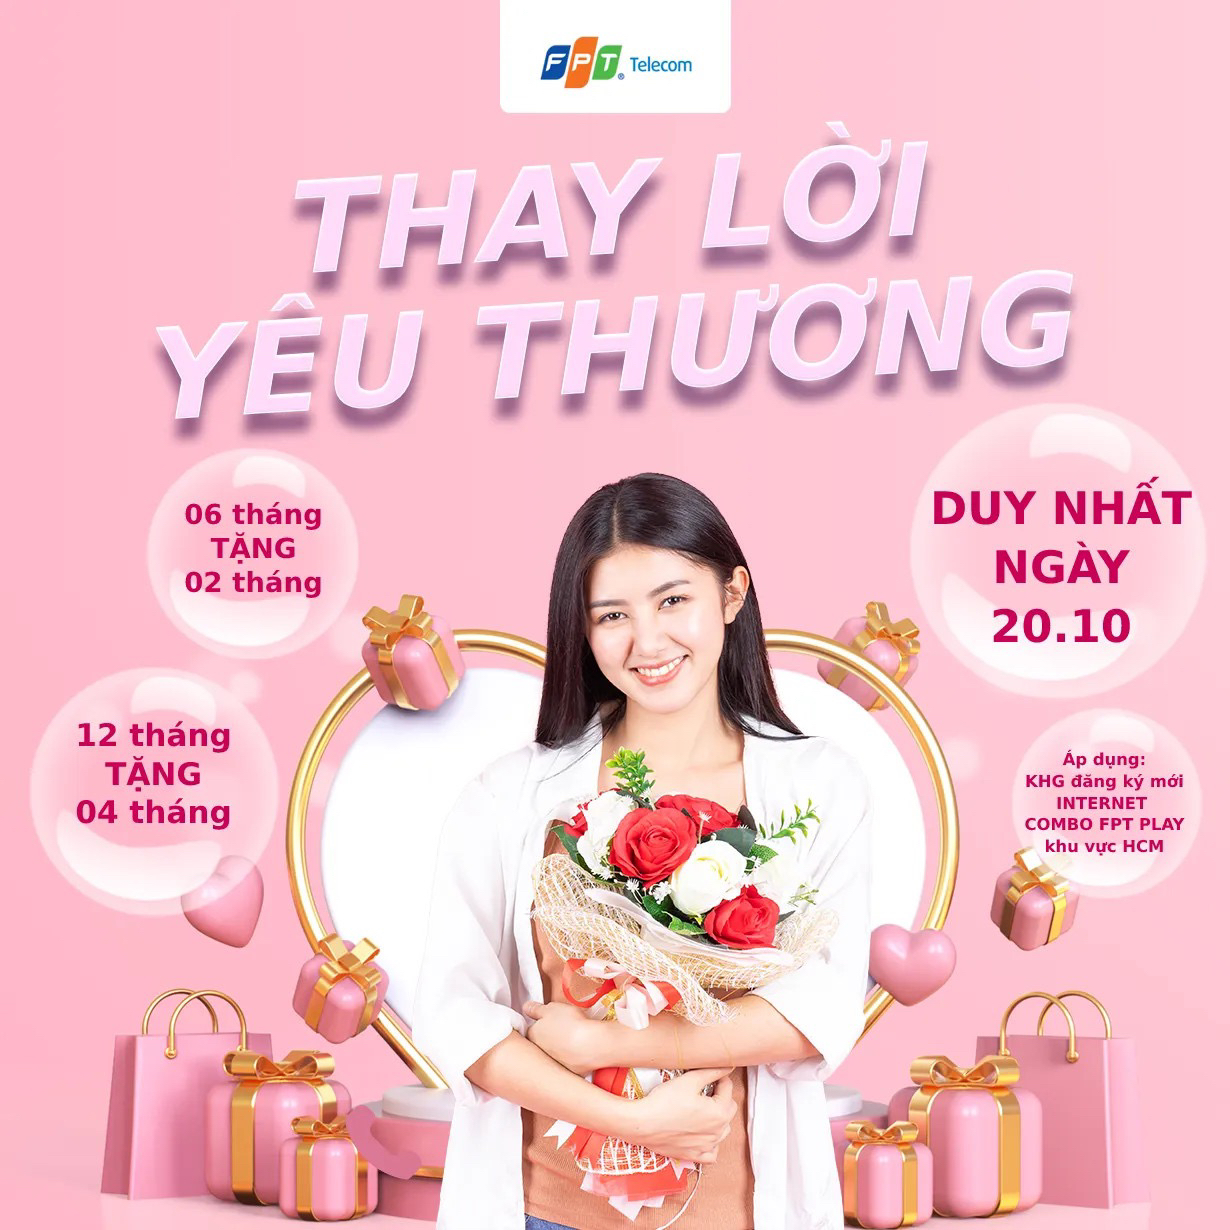 FPT Telecom
THAY LỜI
YÊU THƯƠNG
06 tháng
TẶNG
02 tháng
DUY NHẤT
NGÀY
20.10
12 tháng
TẶNG
04 tháng
Áp dụng:
KHG đăng ký mới
INTERNET
COMBO FPT PLAY
khu vực HCM